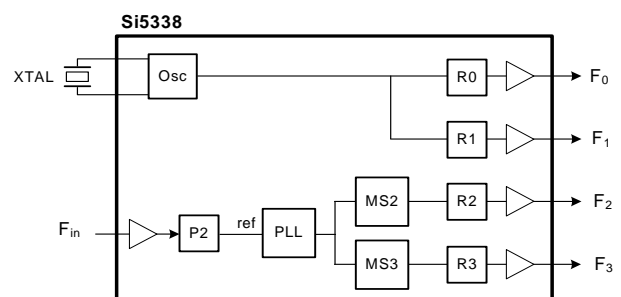 Si5338
XTAL
Osc
R0
F0
R1
F1
MS2
R2
F2
Fin
P2
ref
PLL
MS3
R3
F3